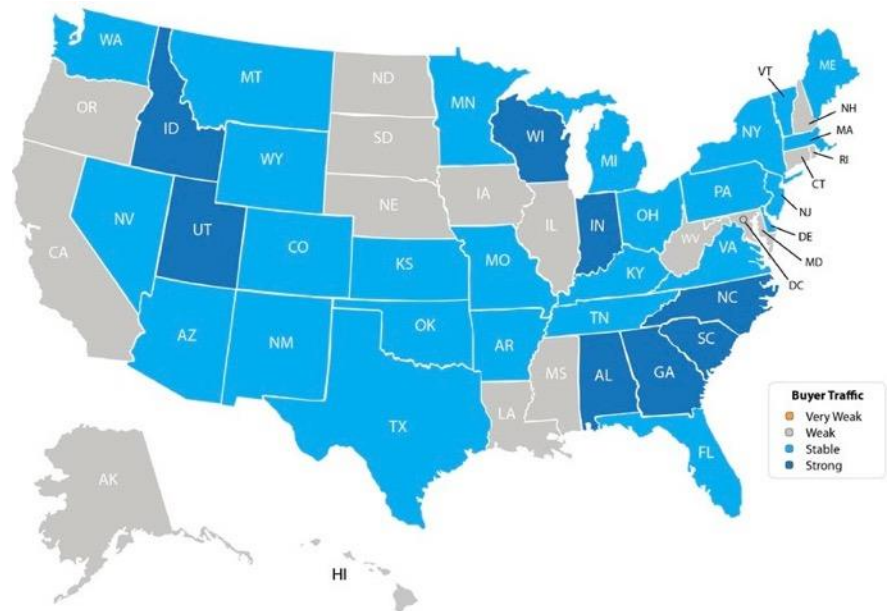 WA
MT
ND
MN
VT
ME
OR
ID
SD
WI
NY
NH
MA
WY
MI
RI
CT
IA
NE
PA
NV
IL
IN
OH
NJ
UT
CO
WV
DE
CA
KS
MO
KY
VA
MD
DC
NC
TN
OK
AZ
NM
AR
SC
MS
AL
GA
LA
TX
FL
AK
HI
Buyer Traffic
Very Weak
Weak
Stable
Strong